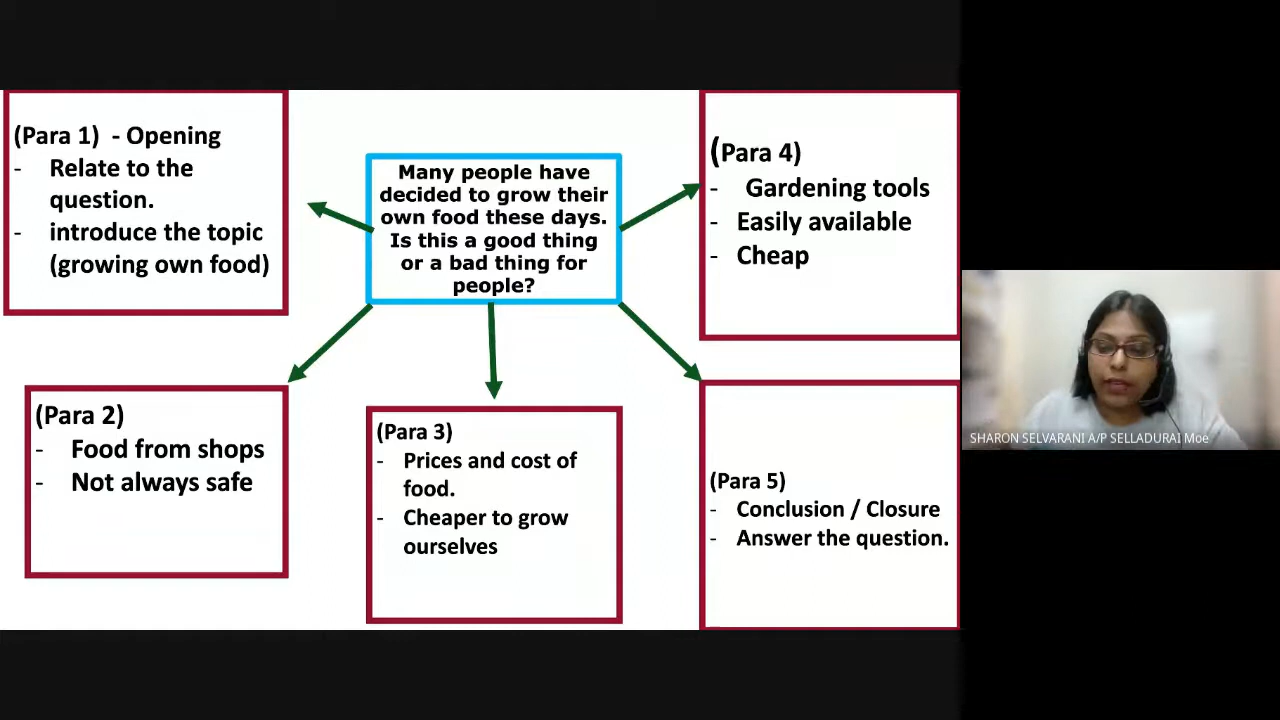 (Para 1)  - Opening
- Relate to the
question.
- introduce the topic
(growing own food)
Many people have
decided to grow their
own food these days.
Is this a good thing
or a bad thing for
people?
(Para 4)
- Gardening tools
- Easily available
- Cheap
(Para 2)
- Food from shops
- Not always safe
(Para 3)
- Prices and cost of
food.
- Cheaper to grow
ourselves
(Para 5)
- Conclusion / Closure
- Answer the question.
SHARON SELVARANI A/P SELLADURAI Moe